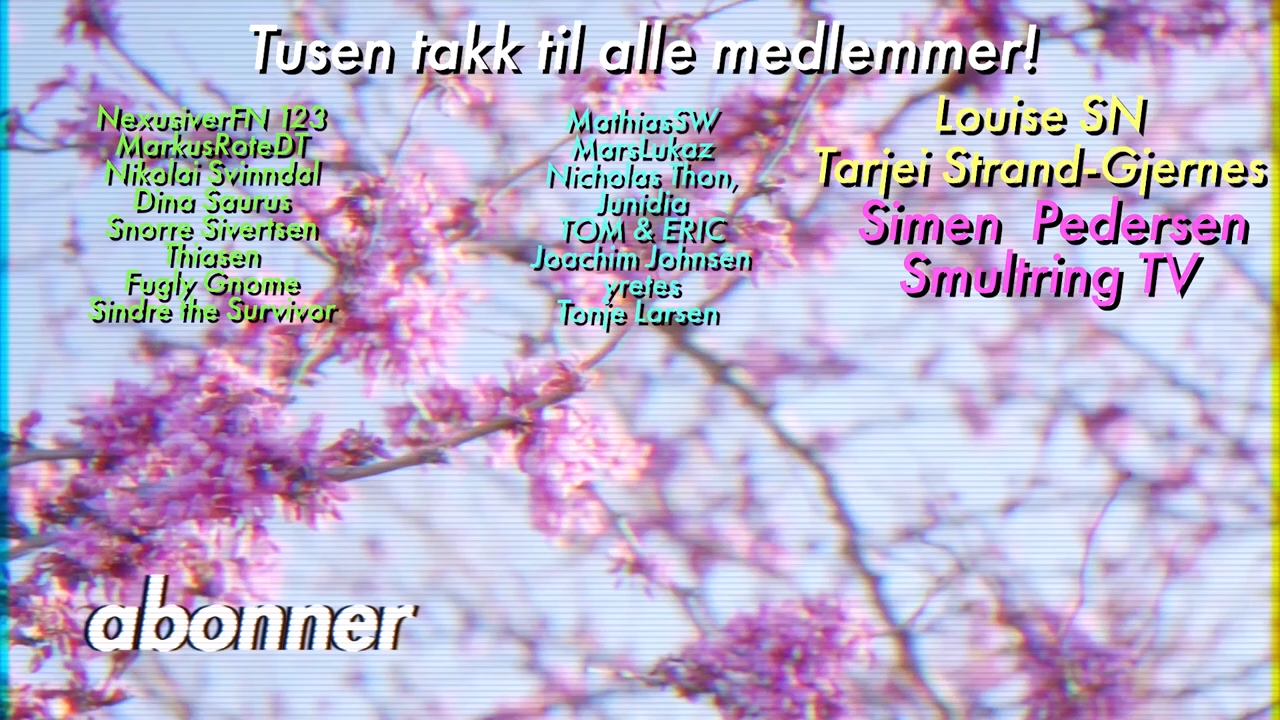 Tusen takk til alle medlemmer!
NexusiverFN 123
MarkusRoteDT
Nikolai Svinndal
Dina Saurus
Snorre Sivertsen
Thiasen
Fugly Gnome
Sindre the Survivor
MathiasSW
MarsLukaz
Nicholas Thon,
Junidia
TOM & ERIC
Joachim Johnsen
yretes
Tonje Larsen
Louise SN
Tarjei Strand-Gjernes
Simen Pedersen
Smultring TV
abonner